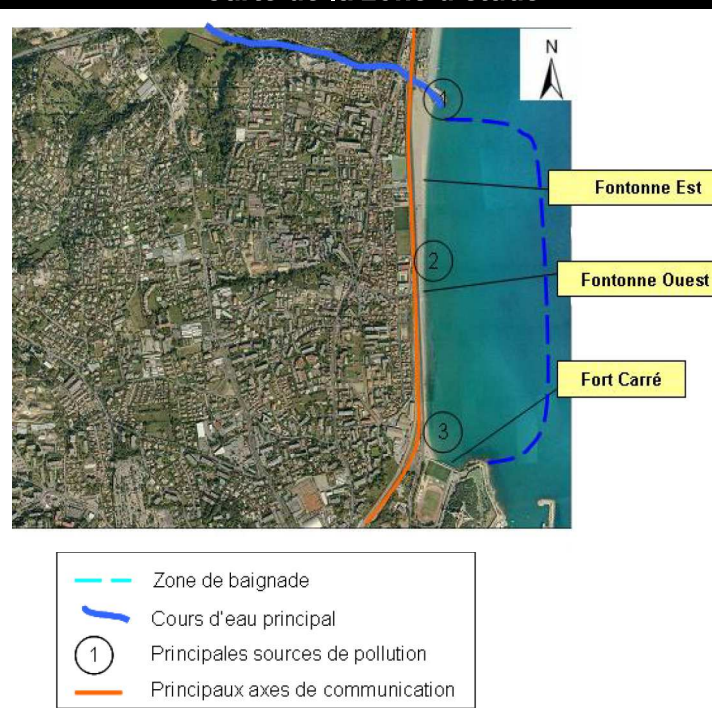 N
1
Fontonne Est
2
Fontonne Ouest
Fort Carré
3
Zone de baignade
Cours d'eau principal
1
Principales sources de pollution
Principaux axes de communication